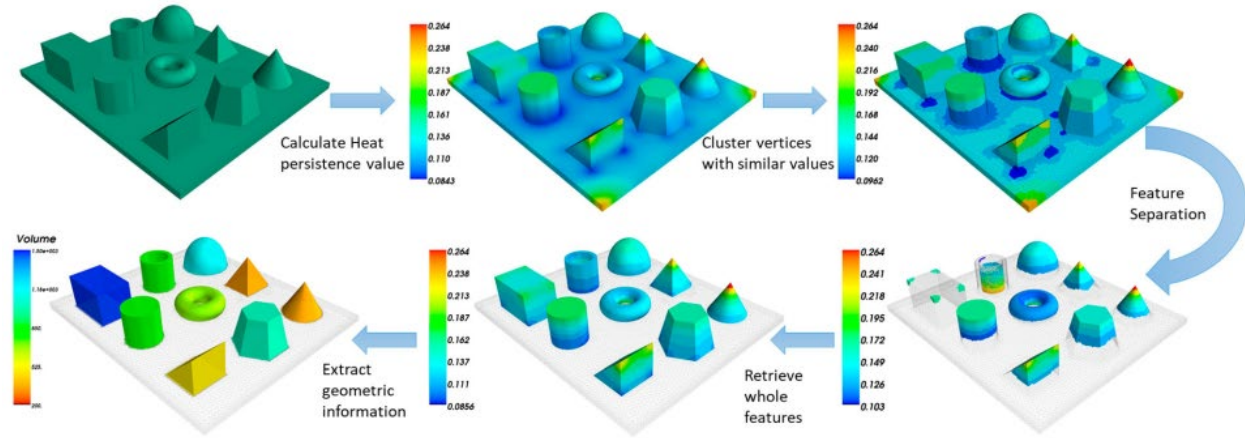 0.264
0.238
0.213
0.187
0.161
0.136
0.110
0.0843
Calculate Heat
persistence value
0.264
0.240
0.216
0.192
0.168
0.144
0.120
0.0962
Cluster vertices
with similar values
Feature
Separation
Volume
0.264
0.238
0.213
0.187
0.162
0.137
0.111
0.0856
Extract
geometric
information
0.264
0.241
0.218
0.195
0.172
0.149
0.126
0.103
Retrieve
whole
features